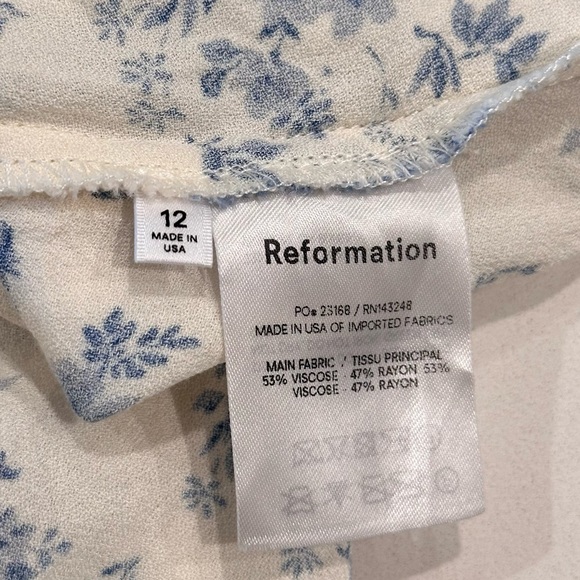 12
MADE IN
USA
Reformation
PO# 23168 / RN143248
MADE IN USA OF IMPORTED FABRICS
MAIN FABRIC / TISSU PRINCIPAL
53% VISCOSE - 47% RAYON 53%
VISCOSE - 47% RAYON